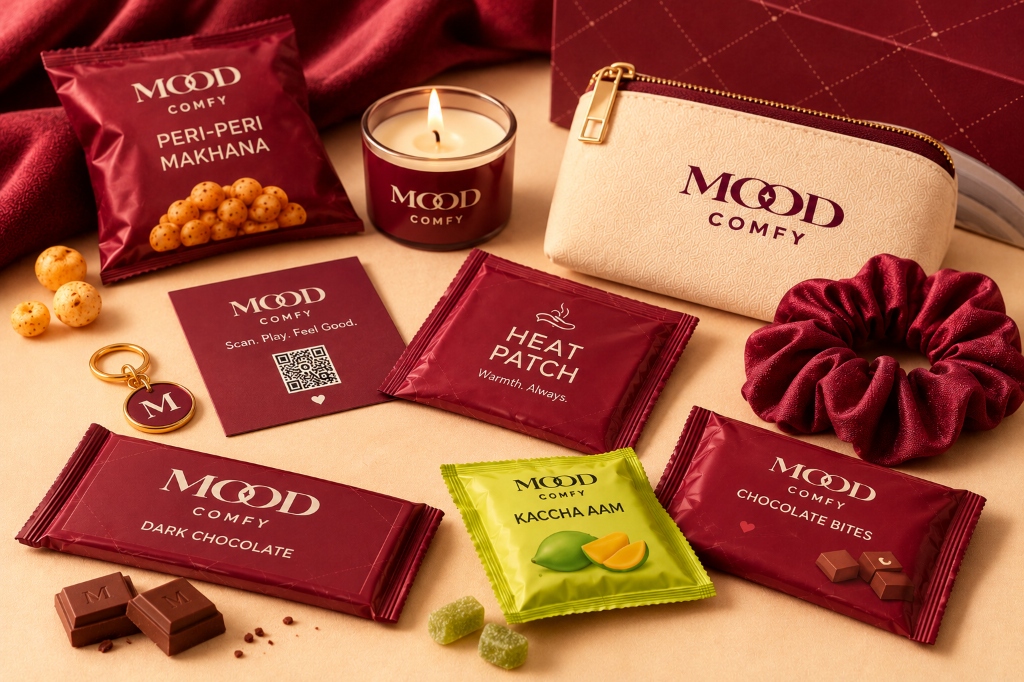 MOOD
COMFY
PERI-PERI
MAKHANA
MOOD
COMFY
MOOD
COMFY
MOOD
COMFY
Scan. Play. Feel Good.
HEAT
PATCH
Warmth. Always.
M
MOOD
COMFY
DARK CHOCOLATE
MOOD
COMFY
KACCHA AAM
MOOD
COMFY
CHOCOLATE BITES
M
M